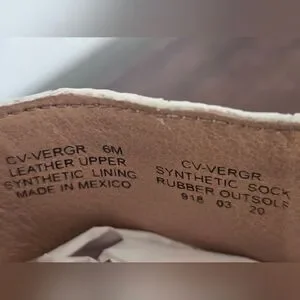 CV-VERGR 6M
LEATHER UPPER
SYNTHETIC LINING
MADE IN MEXICO
CV-VERGR
SYNTHETIC SOCK
RUBBER OUTSOLE
918 03 20